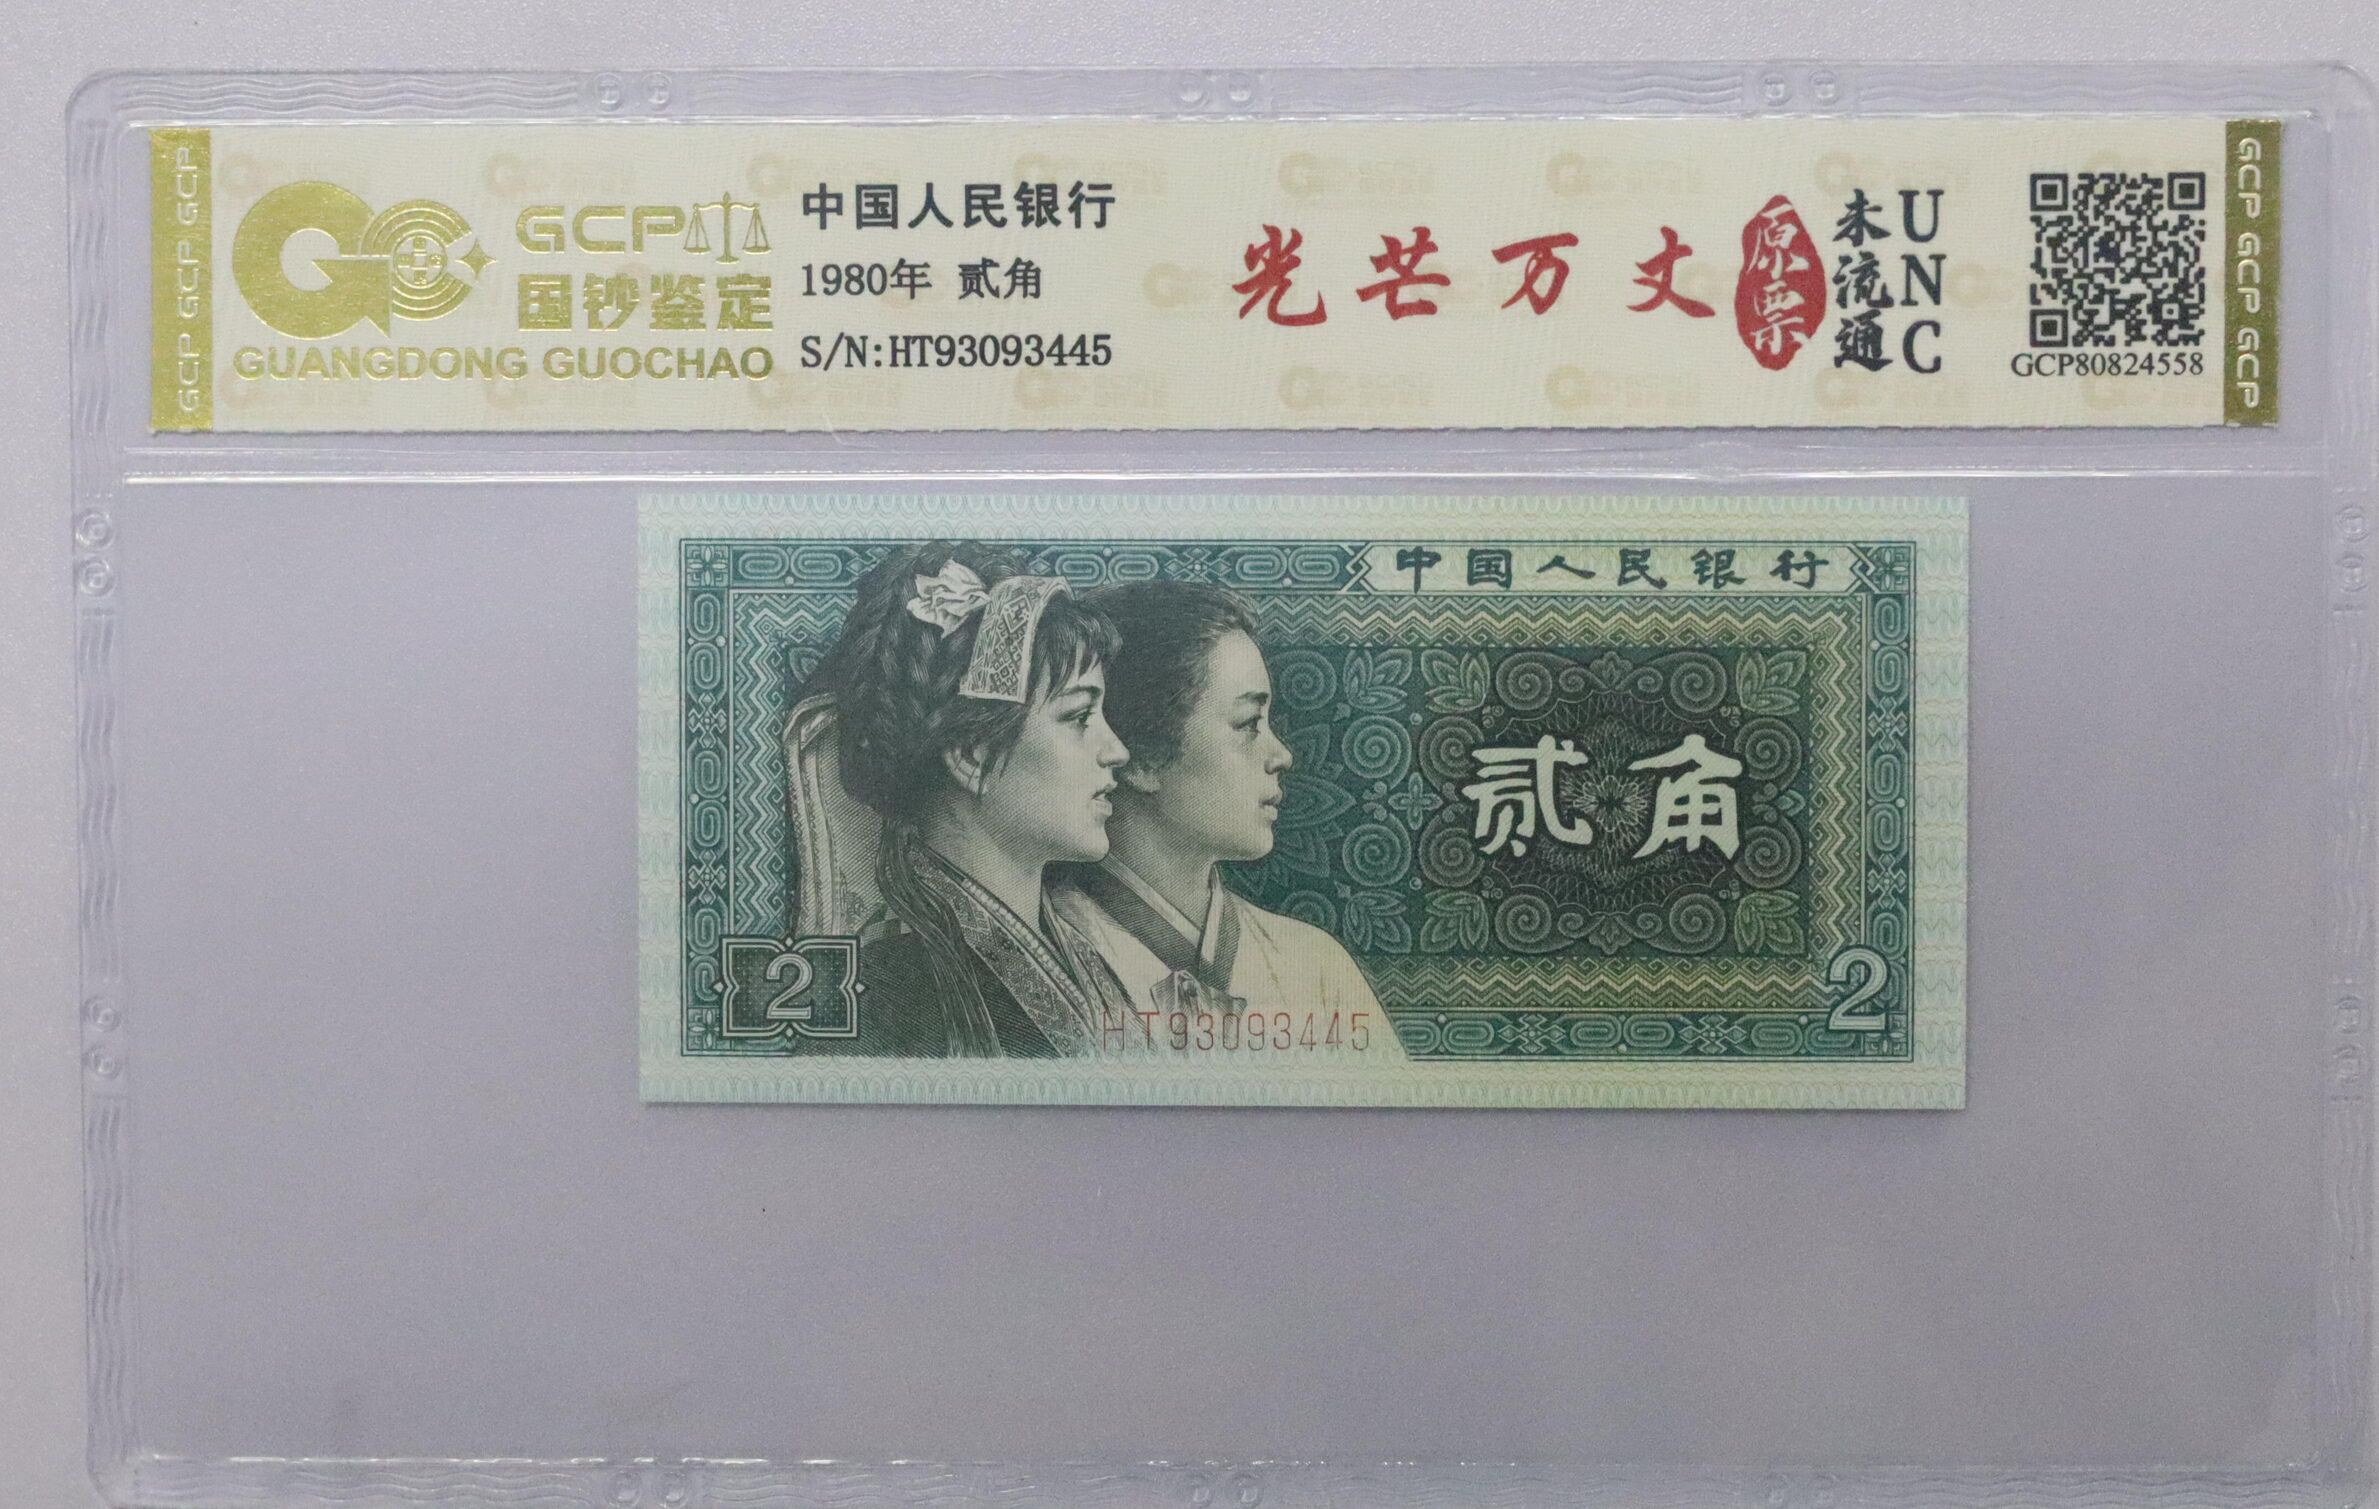 GCP GCP GCP
GCP
国钞鉴定
GUANGDONG GUOCHAO
中国人民银行
1980年 贰角
S/N:HT93093445
光芒万丈
原票
未流通
UNC
GCP80824558
GCP GCP GCP GCP
中国人民银行
贰角
2
HT93093445
2